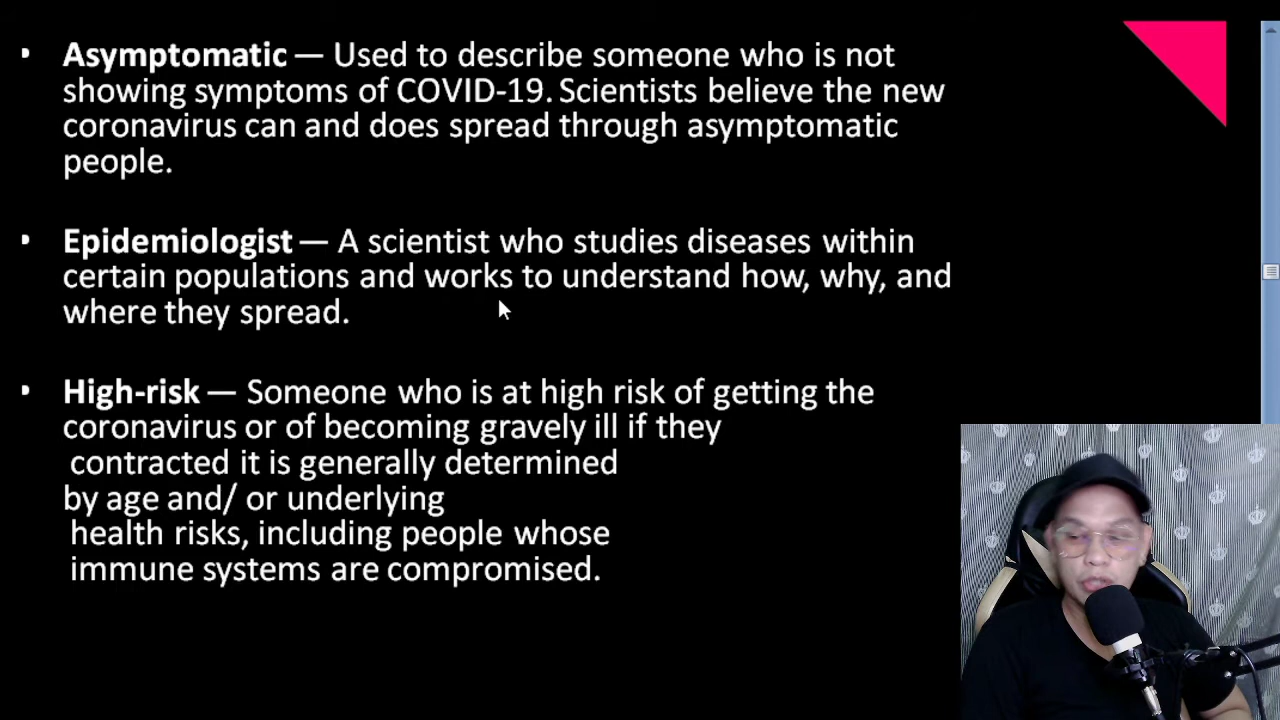 • Asymptomatic — Used to describe someone who is not
showing symptoms of COVID-19. Scientists believe the new
coronavirus can and does spread through asymptomatic
people.
• Epidemiologist — A scientist who studies diseases within
certain populations and works to understand how, why, and
where they spread.
• High-risk — Someone who is at high risk of getting the
coronavirus or of becoming gravely ill if they
contracted it is generally determined
by age and/ or underlying
health risks, including people whose
immune systems are compromised.